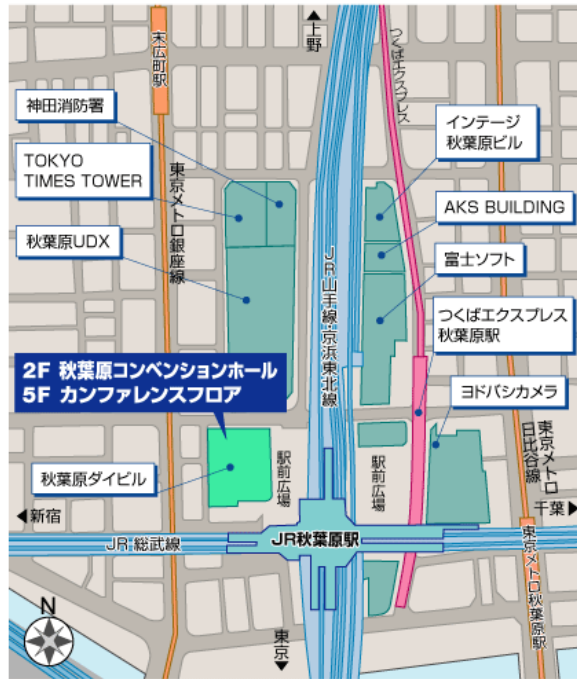 ▲上野
末広町駅
つくばエクスプレス
神田消防署
インテージ
秋葉原ビル
TOKYO
TIMES TOWER
東京メトロ銀座線
AKS BUILDING
秋葉原UDX
JR山手線・京浜東北線
富士ソフト
つくばエクスプレス
秋葉原駅
2F 秋葉原コンベンションホール
5F カンファレンスフロア
ヨドバシカメラ
東京メトロ
日比谷線
秋葉原ダイビル
駅前広場
駅前広場
◀新宿
千葉▶
JR 総武線
JR秋葉原駅
東京メトロ秋葉原駅
N
東京▼